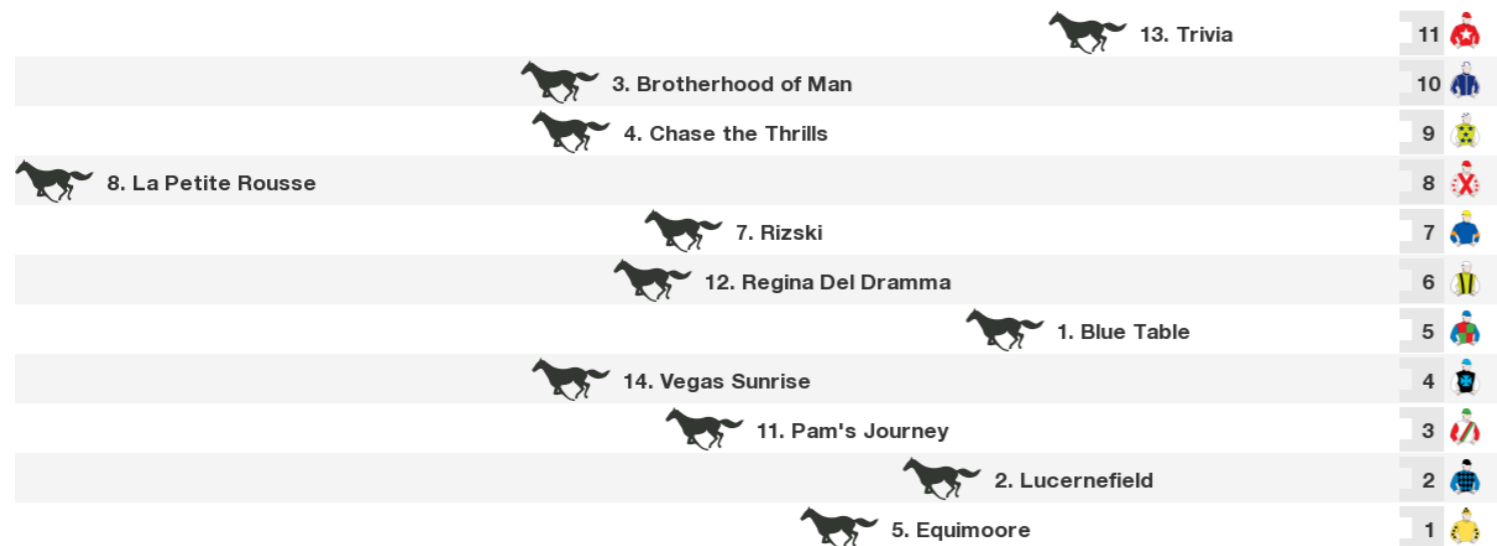 13. Trivia 11
3. Brotherhood of Man 10
4. Chase the Thrills 9
8. La Petite Rousse 8
7. Rizski 7
12. Regina Del Dramma 6
1. Blue Table 5
14. Vegas Sunrise 4
11. Pam's Journey 3
2. Lucernefield 2
5. Equimoore 1